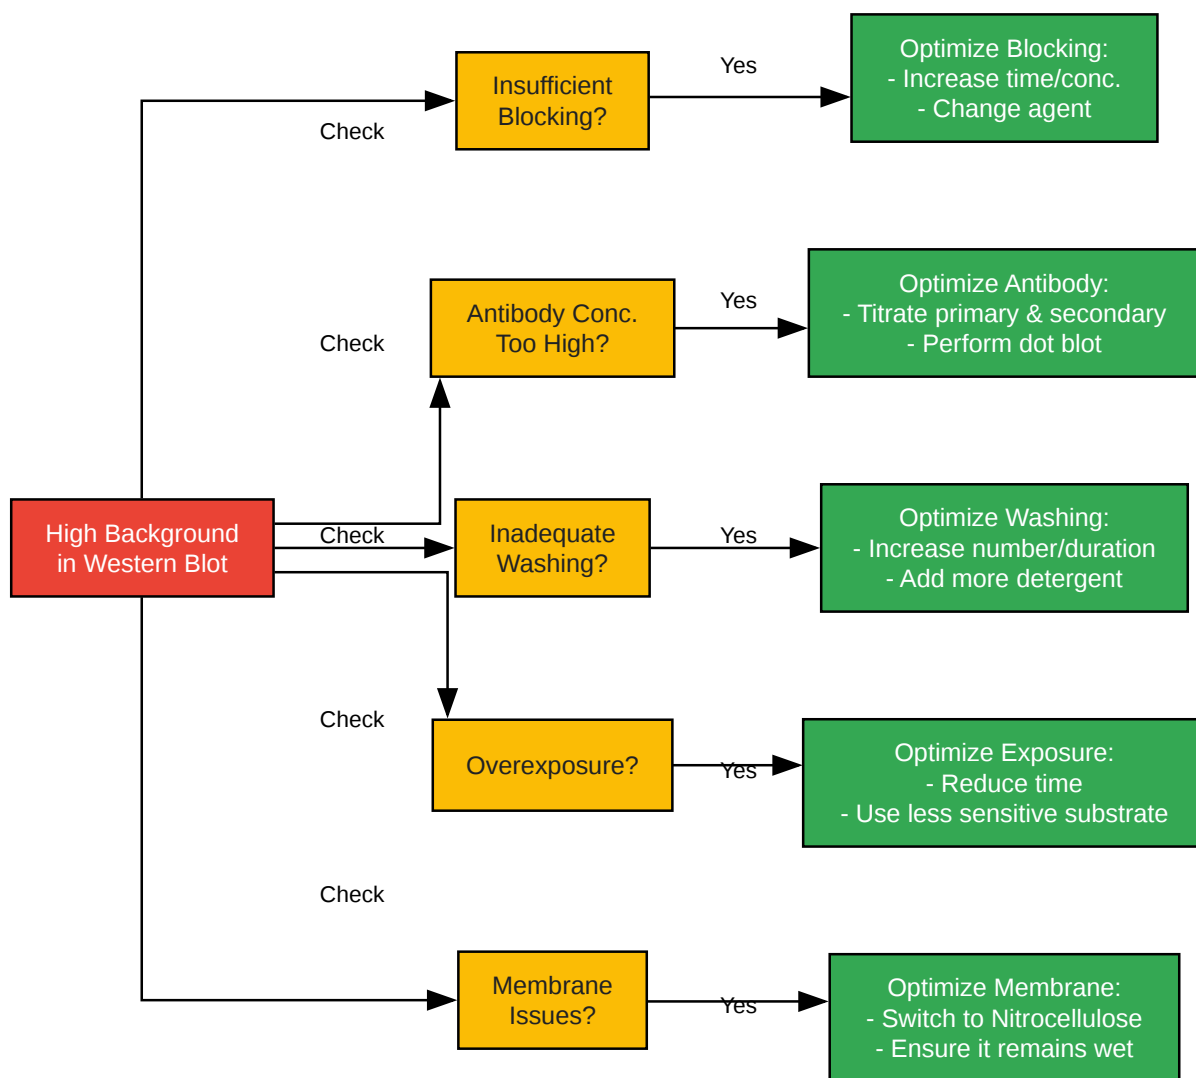 High Background
in Western Blot
Check
Insufficient
Blocking?
Yes
Optimize Blocking:
- Increase time/conc.
- Change agent
Check
Antibody Conc.
Too High?
Yes
Optimize Antibody:
- Titrate primary & secondary
- Perform dot blot
Check
Inadequate
Washing?
Yes
Optimize Washing:
- Increase number/duration
- Add more detergent
Check
Overexposure?
Yes
Optimize Exposure:
- Reduce time
- Use less sensitive substrate
Check
Membrane
Issues?
Yes
Optimize Membrane:
- Switch to Nitrocellulose
- Ensure it remains wet